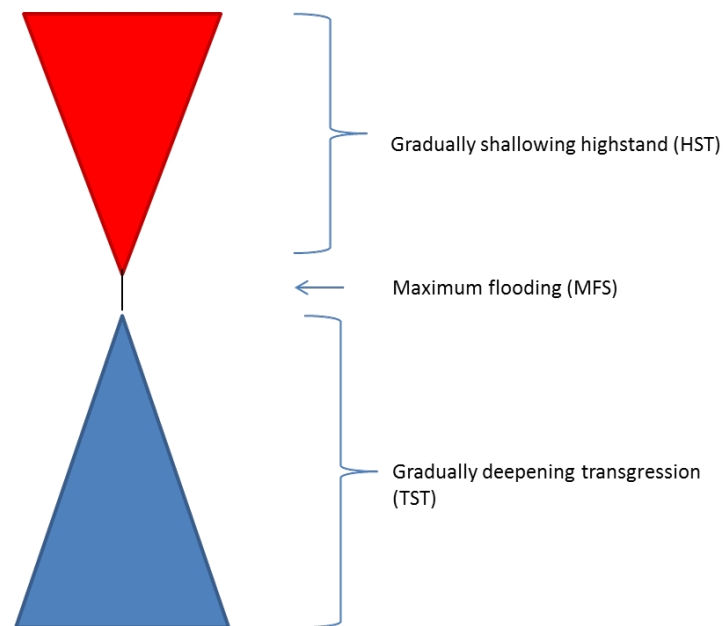 Gradually shallowing highstand (HST)
Maximum flooding (MFS)
Gradually deepening transgression
(TST)